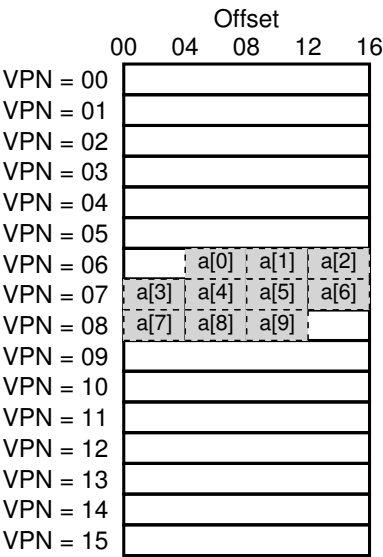 Offset
00 04 08 12 16
VPN = 00
VPN = 01
VPN = 02
VPN = 03
VPN = 04
VPN = 05
VPN = 06 a[0] a[1] a[2]
VPN = 07 a[3] a[4] a[5] a[6]
VPN = 08 a[7] a[8] a[9]
VPN = 09
VPN = 10
VPN = 11
VPN = 12
VPN = 13
VPN = 14
VPN = 15